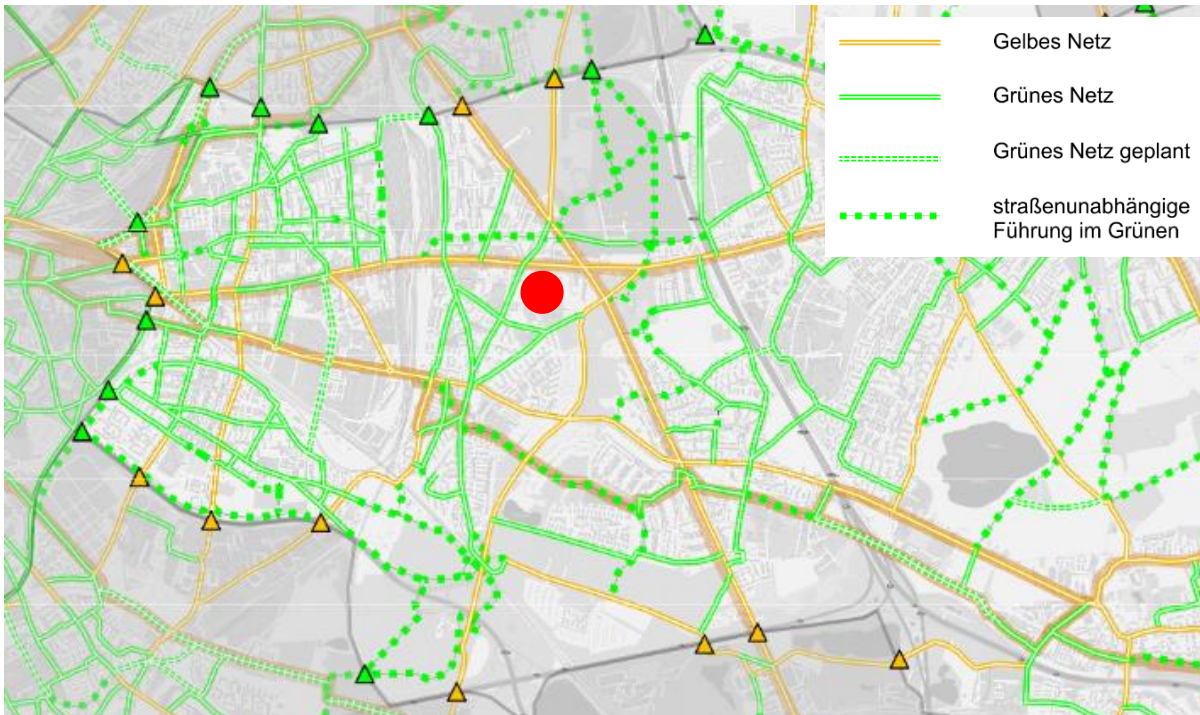 Gelbes Netz
Grünes Netz
Grünes Netz geplant
straßenunabhängige
Führung im Grünen